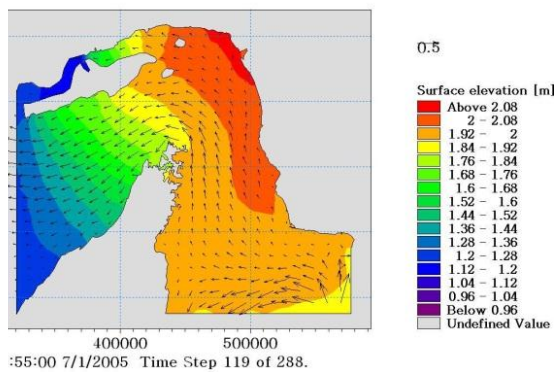 0.5
Surface elevation [m]
Above 2.08
2 - 2.08
1.92 - 2
1.84 - 1.92
1.76 - 1.84
1.68 - 1.76
1.6 - 1.68
1.52 - 1.6
1.44 - 1.52
1.36 - 1.44
1.28 - 1.36
1.2 - 1.28
1.12 - 1.2
1.04 - 1.12
0.96 - 1.04
Below 0.96
Undefined Value
400000 5000000
:55:00 7/1/2005 Time Step 119 of 288.